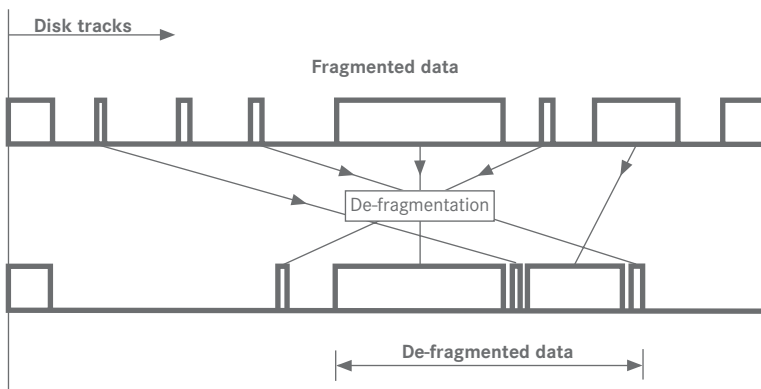 Disk tracks
Fragmented data
De-fragmentation
De-fragmented data